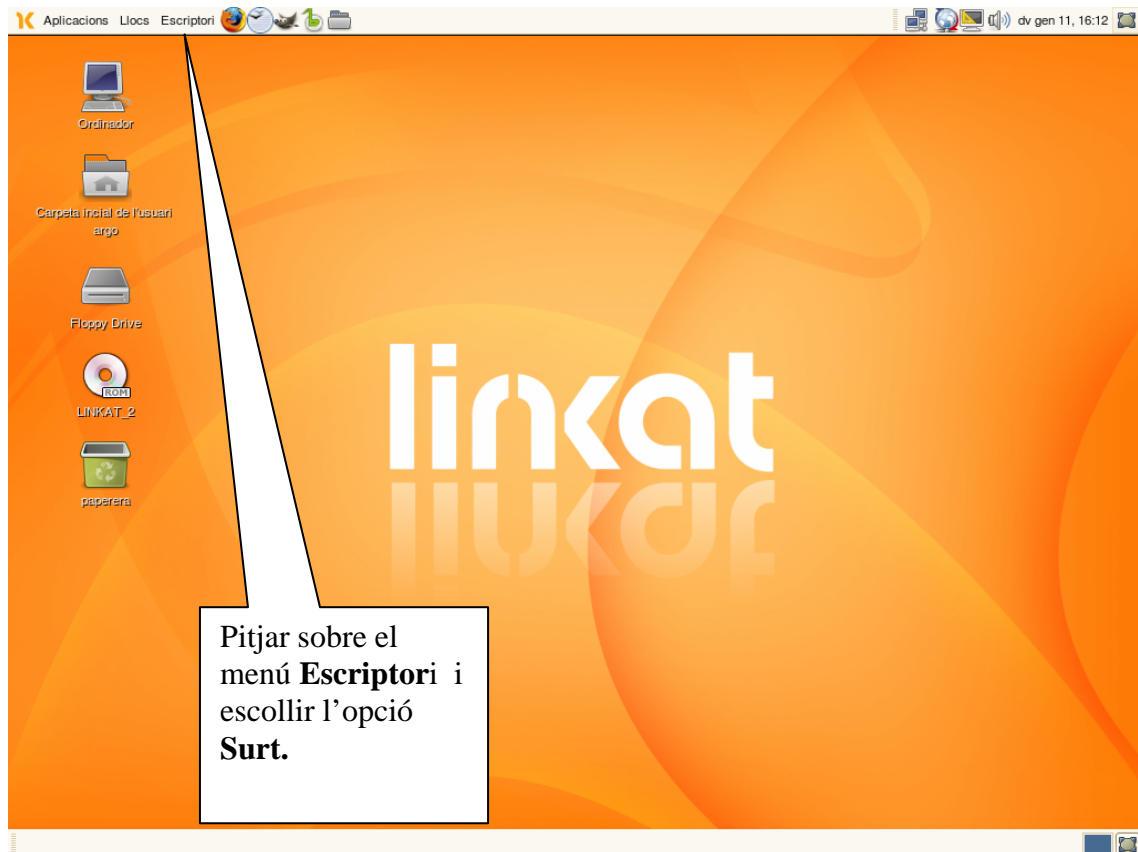 Aplicacions Llocs Escriptori
dv gen 11, 16:12
Ordinador
Carpeta incial de l'usuari
argo
Floppy Drive
ROM
LINKAT_2
paperera
linkat
Pitjar sobre el
menú Escriptori i
escollir l’opció
Surt.